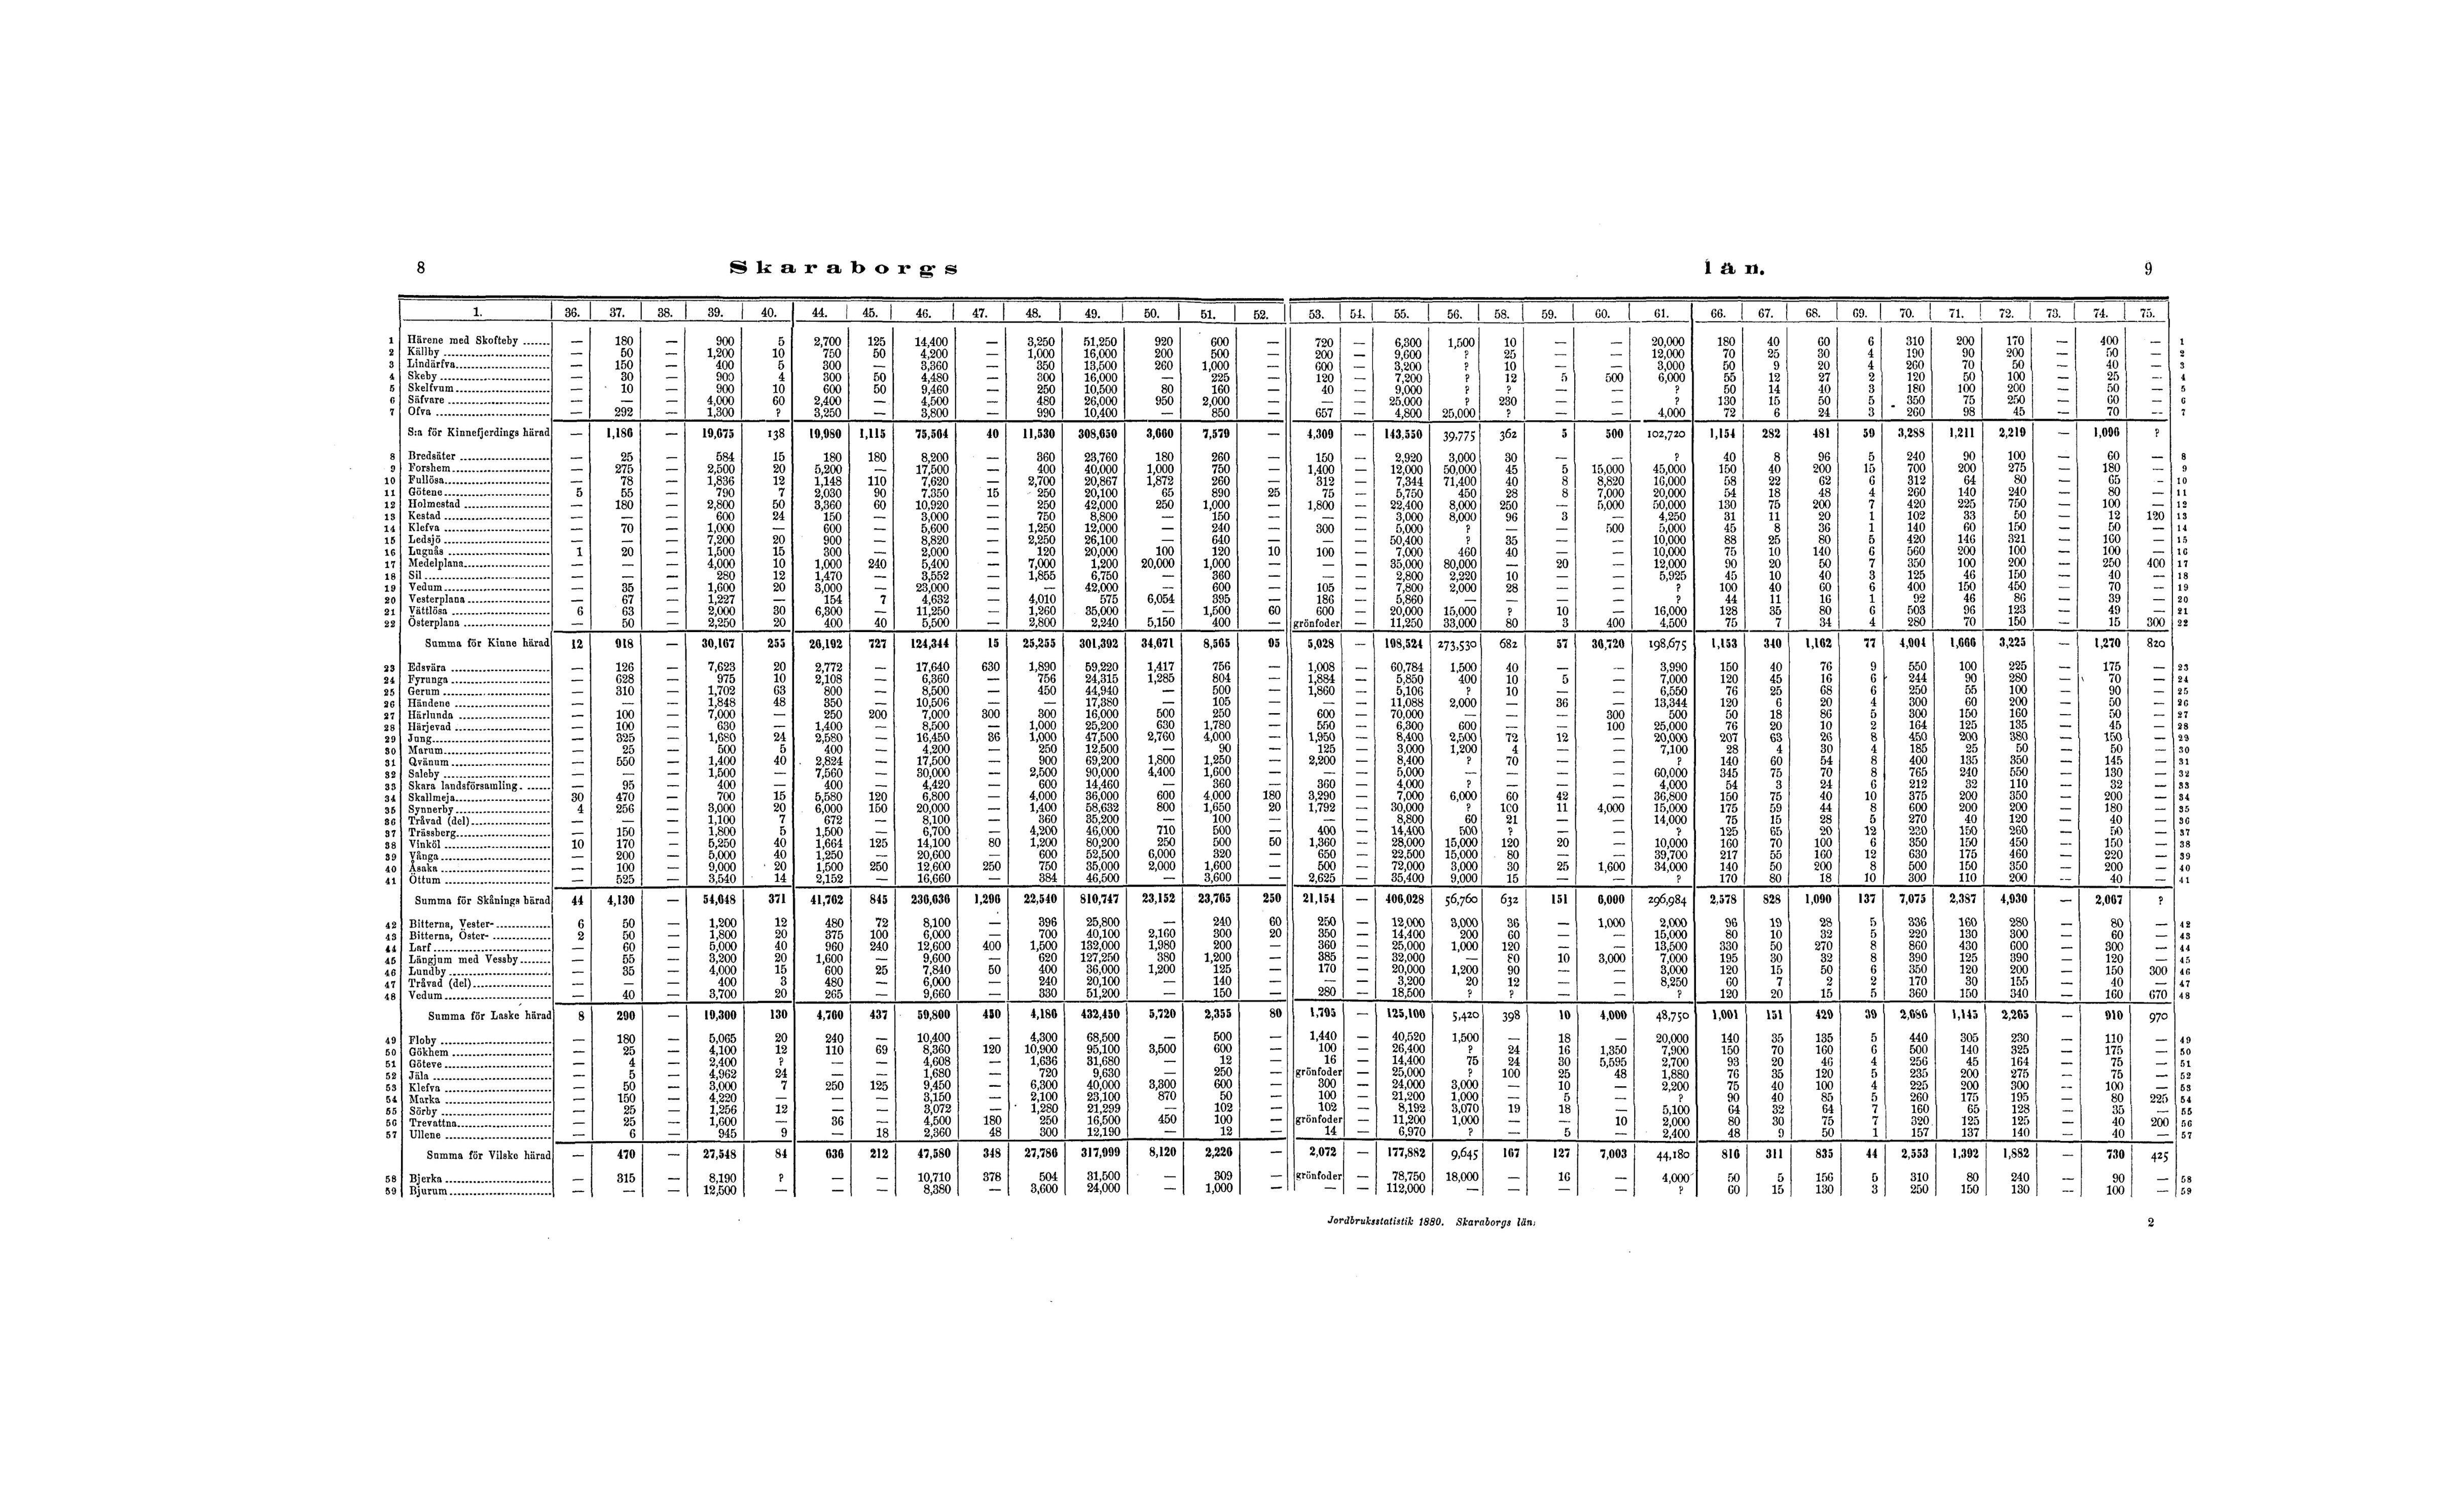 8 Skaraborgs län. 9
1. 36. 37. 38. 39. 40. 44. 45. 46. 47. 48. 49. 50. 51. 52. 53. 54. 55. 56. 58. 59. 60. 61. 66. 67. 68. 69. 70. 71. 72. 73. 74. 75.
1 Härene med Skofteby — 180 — 900 5 2,700 125 14,400 — 3,250 51,250 920 600 — 720 — 6,300 1,500 10 — — 20,000 180 40 60 6 310 200 170 — 400 — 1
2 Källby — 50 — 1,200 10 750 50 4,200 — 1,000 16,000 200 500 — 200 — 9,600 ? 25 — — 12,000 70 25 30 4 190 90 200 — 50 — 2
3 Lindärfva — 150 — 400 5 300 — 3,360 — 350 13,500 260 1,000 — 600 — 3,200 ? 10 — — 3,000 50 9 20 4 260 70 50 — 40 — 3
4 Skeby — 30 — 900 4 300 50 4,480 — 300 16,000 — 225 — 120 — 7,200 ? 12 5 500 6,000 55 12 27 2 120 50 100 — 25 — 4
5 Skelfvum — 10 — 900 10 600 50 9,460 — 250 10,500 80 160 — 40 — 9,000 ? ? — — ? 50 14 40 3 180 100 200 — 50 — 5
6 Säfvare — — — 4,000 60 2,400 — 4,500 — 480 26,000 950 2,000 — — — 25,000 ? 230 — — ? 130 15 50 5 350 75 250 — 60 — 6
7 Ofva — 292 — 1,300 ? 3,250 — 3,800 — 990 10,400 — 850 — 657 — 4,800 25,000 ? — — 4,000 72 6 24 3 260 98 45 — 70 — 7
S:a för Kinnefjerdings härad — 1,186 — 19,675 138 19,980 1,115 75,564 40 11,530 308,650 3,660 7,579 — 4,309 — 143,550 39,775 362 5 500 102,720 1,154 282 481 59 3,288 1,211 2,219 — 1,096 ?
8 Bredsäter — 25 — 584 15 180 180 8,200 — 360 23,760 180 260 — 150 — 2,920 3,000 30 — — ? 40 8 96 5 240 90 100 — 60 — 8
9 Forshem — 275 — 2,500 20 5,200 — 17,500 — 400 40,000 1,000 750 — 1,400 — 12,000 50,000 45 5 15,000 45,000 150 40 200 15 700 200 275 — 180 — 9
10 Fullösa — 78 — 1,836 12 1,148 110 7,620 — 2,700 20,867 1,872 260 — 312 — 7,344 71,400 40 8 8,820 16,000 58 22 62 6 312 64 80 — 65 — 10
11 Götene 5 55 — 790 7 2,030 90 7,350 15 250 20,100 65 890 25 75 — 5,750 450 28 8 7,000 20,000 54 18 48 4 260 140 240 — 80 — 11
12 Holmestad — 180 — 2,800 50 3,360 60 10,920 — 250 42,000 250 1,000 — 1,800 — 22,400 8,000 250 — 5,000 50,000 130 75 200 7 420 225 750 — 100 — 12
13 Kestad — — — 600 24 150 — 3,000 — 750 8,800 — 150 — — — 3,000 8,000 96 3 — 4,250 31 11 20 1 102 33 50 — 12 120 13
14 Klefva — 70 — 1,000 — 600 — 5,600 — 1,250 12,000 — 240 — 300 — 5,000 ? — — 500 5,000 45 8 36 1 140 60 150 — 50 — 14
15 Ledsjö — — — 7,200 20 900 — 8,820 — 2,250 26,100 — 640 — — — 50,400 ? 35 — — 10,000 88 25 80 5 420 146 321 — 160 — 15
16 Lugnås 1 20 — 1,500 15 300 — 2,000 — 120 20,000 100 120 10 100 — 7,000 460 40 — — 10,000 75 10 140 6 560 200 100 — 100 — 16
17 Medelplana — — — 4,000 10 1,000 240 5,400 — 7,000 1,200 20,000 1,000 — — — 35,000 80,000 — 20 — 12,000 90 20 50 7 350 100 200 — 250 400 17
18 Sil — — — 280 12 1,470 — 3,552 — 1,855 6,750 — 360 — — — 2,800 2,220 10 — — 5,925 45 10 40 3 125 46 150 — 40 — 18
19 Vedum — 35 — 1,600 20 3,000 — 23,000 — — 42,000 — 600 — 105 — 7,800 2,000 28 — — ? 100 40 60 6 400 150 450 — 70 — 19
20 Vesterplana — 67 — 1,227 — 154 7 4,632 — 4,010 575 6,054 395 — 186 — 5,860 — — — — ? 44 11 16 1 92 46 86 — 39 — 20
21 Vättlösa 6 63 — 2,000 30 6,300 — 11,250 — 1,260 35,000 — 1,500 60 600 — 20,000 15,000 ? 10 — 16,000 128 35 80 6 503 96 123 — 49 — 21
22 Österplana — 50 — 2,250 20 400 40 5,500 — 2,800 2,240 5,150 400 — grönfoder — 11,250 33,000 80 3 400 4,500 75 7 34 4 280 70 150 — 15 300 22
Summa för Kinne härad 12 918 — 30,167 255 26,192 727 124,344 15 25,255 301,392 34,671 8,565 95 5,028 — 198,524 273,530 682 57 36,720 198,675 1,153 340 1,162 77 4,904 1,666 3,225 — 1,270 820
23 Edsvära — 126 — 7,623 20 2,772 — 17,640 630 1,890 59,220 1,417 756 — 1,008 — 60,784 1,500 40 — — 3,990 150 40 76 9 550 100 225 — 175 — 23
24 Fyrunga — 628 — 975 10 2,108 — 6,360 — 756 24,315 1,285 804 — 1,884 — 5,850 400 10 5 — 7,000 120 45 16 6 244 90 280 — 70 — 24
25 Gerum — 310 — 1,702 63 800 — 8,500 — 450 44,940 — 500 — 1,860 — 5,106 ? 10 — — 6,550 76 25 68 6 250 55 100 — 90 — 25
26 Händene — — — 1,848 48 350 — 10,506 — — 17,380 — 105 — — — 11,088 2,000 — 36 — 13,344 120 6 20 4 300 60 200 — 50 — 26
27 Härlunda — 100 — 7,000 — 250 200 7,000 300 300 16,000 500 250 — 600 — 70,000 — — — 300 500 50 18 86 5 300 150 160 — 50 — 27
28 Härjevad — 100 — 630 — 1,400 — 8,500 — 1,000 25,200 630 1,780 — 550 — 6,300 600 — — 100 25,000 76 20 10 2 164 125 135 — 45 — 28
29 Jung — 325 — 1,680 24 2,580 — 16,450 36 1,000 47,500 2,760 4,000 — 1,950 — 8,400 2,500 72 12 — 20,000 207 63 26 8 450 200 380 — 150 — 29
30 Marum — 25 — 500 5 400 — 4,200 — 250 12,500 — 90 — 125 — 3,000 1,200 4 — — 7,100 28 4 30 4 185 25 50 — 50 — 30
31 Qvänum — 550 — 1,400 40 2,824 — 17,500 — 900 69,200 1,800 1,250 — 2,200 — 8,400 ? 70 — — ? 140 60 54 8 400 135 350 — 145 — 31
32 Saleby — — — 1,500 — 7,560 — 30,000 — 2,500 90,000 4,400 1,600 — — — 5,000 — — — — 60,000 345 75 70 8 765 240 550 — 130 — 32
33 Skara landsförsamling — 95 — 400 — 400 — 4,420 — 600 14,460 — 360 — 360 — 4,000 ? — — — 4,000 54 3 24 6 212 32 110 — 32 — 33
34 Skallmeja 30 470 — 700 15 5,580 120 6,800 — 4,000 36,000 600 4,000 180 3,290 — 7,000 6,000 60 42 — 36,800 150 75 40 10 375 200 350 — 200 — 34
35 Synnerby 4 256 — 3,000 20 6,000 150 20,000 — 1,400 58,632 800 1,650 20 1,792 — 30,000 ? 100 11 4,000 15,000 175 59 44 8 600 200 200 — 180 — 35
36 Tråvad (del) — — — 1,100 7 672 — 8,100 — 360 35,200 — 100 — — — 8,800 60 21 — — 14,000 75 15 28 5 270 40 120 — 40 — 36
37 Trässberg — 150 — 1,800 5 1,500 — 6,700 — 4,200 46,000 710 500 — 400 — 14,400 500 ? — — ? 125 65 20 12 230 150 260 — 50 — 37
38 Vinköl 10 170 — 5,250 40 1,664 125 14,100 80 1,200 80,200 250 500 50 1,360 — 28,000 15,000 120 20 — 10,000 160 70 100 6 350 150 450 — 150 — 38
39 Vånga — 200 — 5,000 40 1,250 — 20,600 — 600 52,500 6,000 320 — 650 — 22,500 15,000 80 — — 39,700 217 55 160 12 630 175 460 — 220 — 39
40 Åsaka — 100 — 9,000 20 1,500 250 12,600 250 750 35,000 2,000 1,600 — 500 — 72,000 3,000 30 25 1,600 34,000 140 50 200 8 500 150 350 — 200 — 40
41 Öttum — 525 — 3,540 14 2,152 — 16,660 — 384 46,500 — 3,600 — 2,625 — 35,400 9,000 15 — — ? 170 80 18 10 300 110 200 — 40 — 41
Summa för Skånings härad 44 4,130 — 54,648 371 41,762 845 236,636 1,296 22,540 810,747 23,152 23,765 250 21,154 — 406,028 56,760 632 151 6,000 296,984 2,578 828 1,090 137 7,075 2,387 4,930 — 2,067 ?
42 Bitterna, Vester- 6 50 — 1,200 12 480 72 8,100 — 396 25,800 — 240 60 250 — 12,000 3,000 36 — 1,000 2,000 96 19 28 5 336 160 280 — 80 — 42
43 Bitterna, Öster- 2 50 — 1,800 20 375 100 6,000 — 700 40,100 2,160 300 20 350 — 14,400 200 60 — — 15,000 80 10 32 5 220 130 300 — 60 — 43
44 Larf — 60 — 5,000 40 960 240 12,600 400 1,500 132,000 1,980 200 — 360 — 25,000 1,000 120 — — 13,500 330 50 270 8 860 430 600 — 300 — 44
45 Längjum med Vessby — 55 — 3,200 20 1,600 — 9,600 — 620 127,250 380 1,200 — 385 — 32,000 — 80 10 3,000 7,000 195 30 32 8 390 125 390 — 120 — 45
46 Lundby — 35 — 4,000 15 600 25 7,840 50 400 36,000 1,200 125 — 170 — 20,000 1,200 90 — — 3,000 120 15 50 6 350 120 200 — 150 300 46
47 Tråvad (del) — — — 400 3 480 — 6,000 — 240 20,100 — 140 — — — 3,200 20 12 — — 8,250 60 7 2 2 170 30 155 — 40 — 47
48 Vedum — 40 — 3,700 20 265 — 9,660 — 330 51,200 — 150 — 280 — 18,500 ? ? — — ? 120 20 15 5 360 150 340 — 160 670 48
Summa för Laske härad 8 290 — 19,300 130 4,760 437 59,800 450 4,186 432,450 5,720 2,355 80 1,795 — 125,100 5,420 398 10 4,000 48,750 1,001 151 429 39 2,686 1,145 2,265 — 910 970
49 Floby — 180 — 5,065 20 240 — 10,400 — 4,300 68,500 — 500 — 1,440 — 40,520 1,500 — 18 — 20,000 140 35 135 5 440 305 230 — 110 — 49
50 Gökhem — 25 — 4,100 12 110 69 8,360 120 10,900 95,100 3,500 600 — 100 — 26,400 ? 24 16 1,350 7,900 150 70 160 6 500 140 325 — 175 — 50
51 Göteve — 4 — 2,400 ? — — 4,608 — 1,636 31,680 — 12 — 16 — 14,400 75 24 30 5,595 2,700 93 20 46 4 256 45 164 — 75 — 51
52 Jäla — 5 — 4,962 24 — — 1,680 — 720 9,630 — 250 — grönfoder — 25,000 ? 100 25 48 1,880 76 35 120 5 235 200 275 — 75 — 52
53 Klefva — 50 — 3,000 7 250 125 9,450 — 6,300 40,000 3,300 600 — 300 — 24,000 3,000 — 10 — 2,200 75 40 100 4 225 200 300 — 100 — 53
54 Marka — 150 — 4,220 — — — 3,150 — 2,100 23,100 870 50 — 100 — 21,200 1,000 — 5 — ? 90 40 85 5 260 175 195 — 80 225 54
55 Sörby — 25 — 1,256 12 — — 3,072 — 1,280 21,299 — 102 — 102 — 8,192 3,070 19 18 — 5,100 64 32 64 7 160 65 128 — 35 — 55
56 Trevattna — 25 — 1,600 — 36 — 4,500 180 250 16,500 450 100 — grönfoder — 11,200 1,000 — — 10 2,000 80 30 75 7 320 125 125 — 40 200 56
57 Ullene — 6 — 945 9 — 18 2,360 48 300 12,190 — 12 — 14 — 6,970 ? — 5 — 2,400 48 9 50 1 157 137 140 — 40 — 57
Summa för Vilske härad — 470 — 27,548 84 636 212 47,580 348 27,786 317,999 8,120 2,226 — 2,072 — 177,882 9,645 167 127 7,003 44,180 816 311 835 44 2,553 1,392 1,882 — 730 425
58 Bjerka — 315 — 8,190 ? — — 10,710 378 504 31,500 — 309 — grönfoder — 78,750 18,000 — 16 — 4,000 50 5 156 5 310 80 240 — 90 — 58
59 Bjurum — — — 12,500 — — — 8,380 — 3,600 24,000 — 1,000 — — — 112,000 — — — — ? 60 15 130 3 250 150 130 — 100 — 59
Jordbruksstatistik 1880. Skaraborgs län. 2